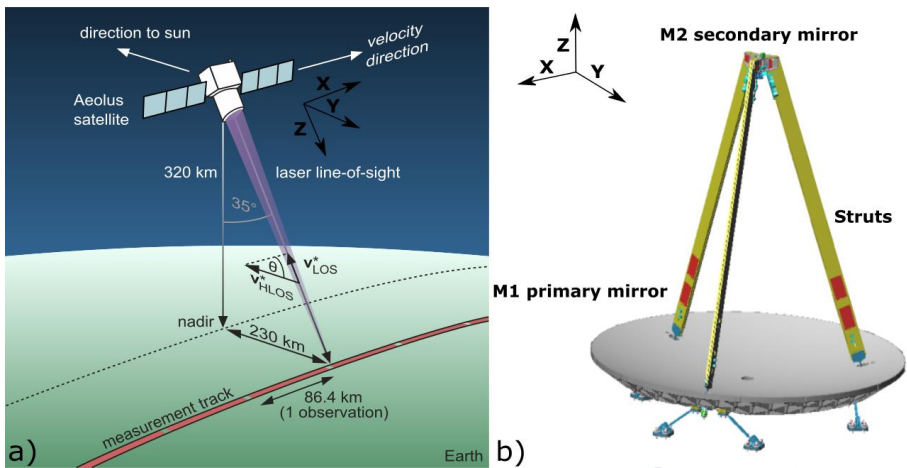 direction to sun
velocity
direction
Aeolus
satellite
X
Y
Z
320 km
laser line-of-sight
35°
θ
v*LOS
v*HLOS
nadir
230 km
86.4 km
(1 observation)
measurement track
a)
Earth
Z
X
Y
M2 secondary mirror
Struts
M1 primary mirror
b)